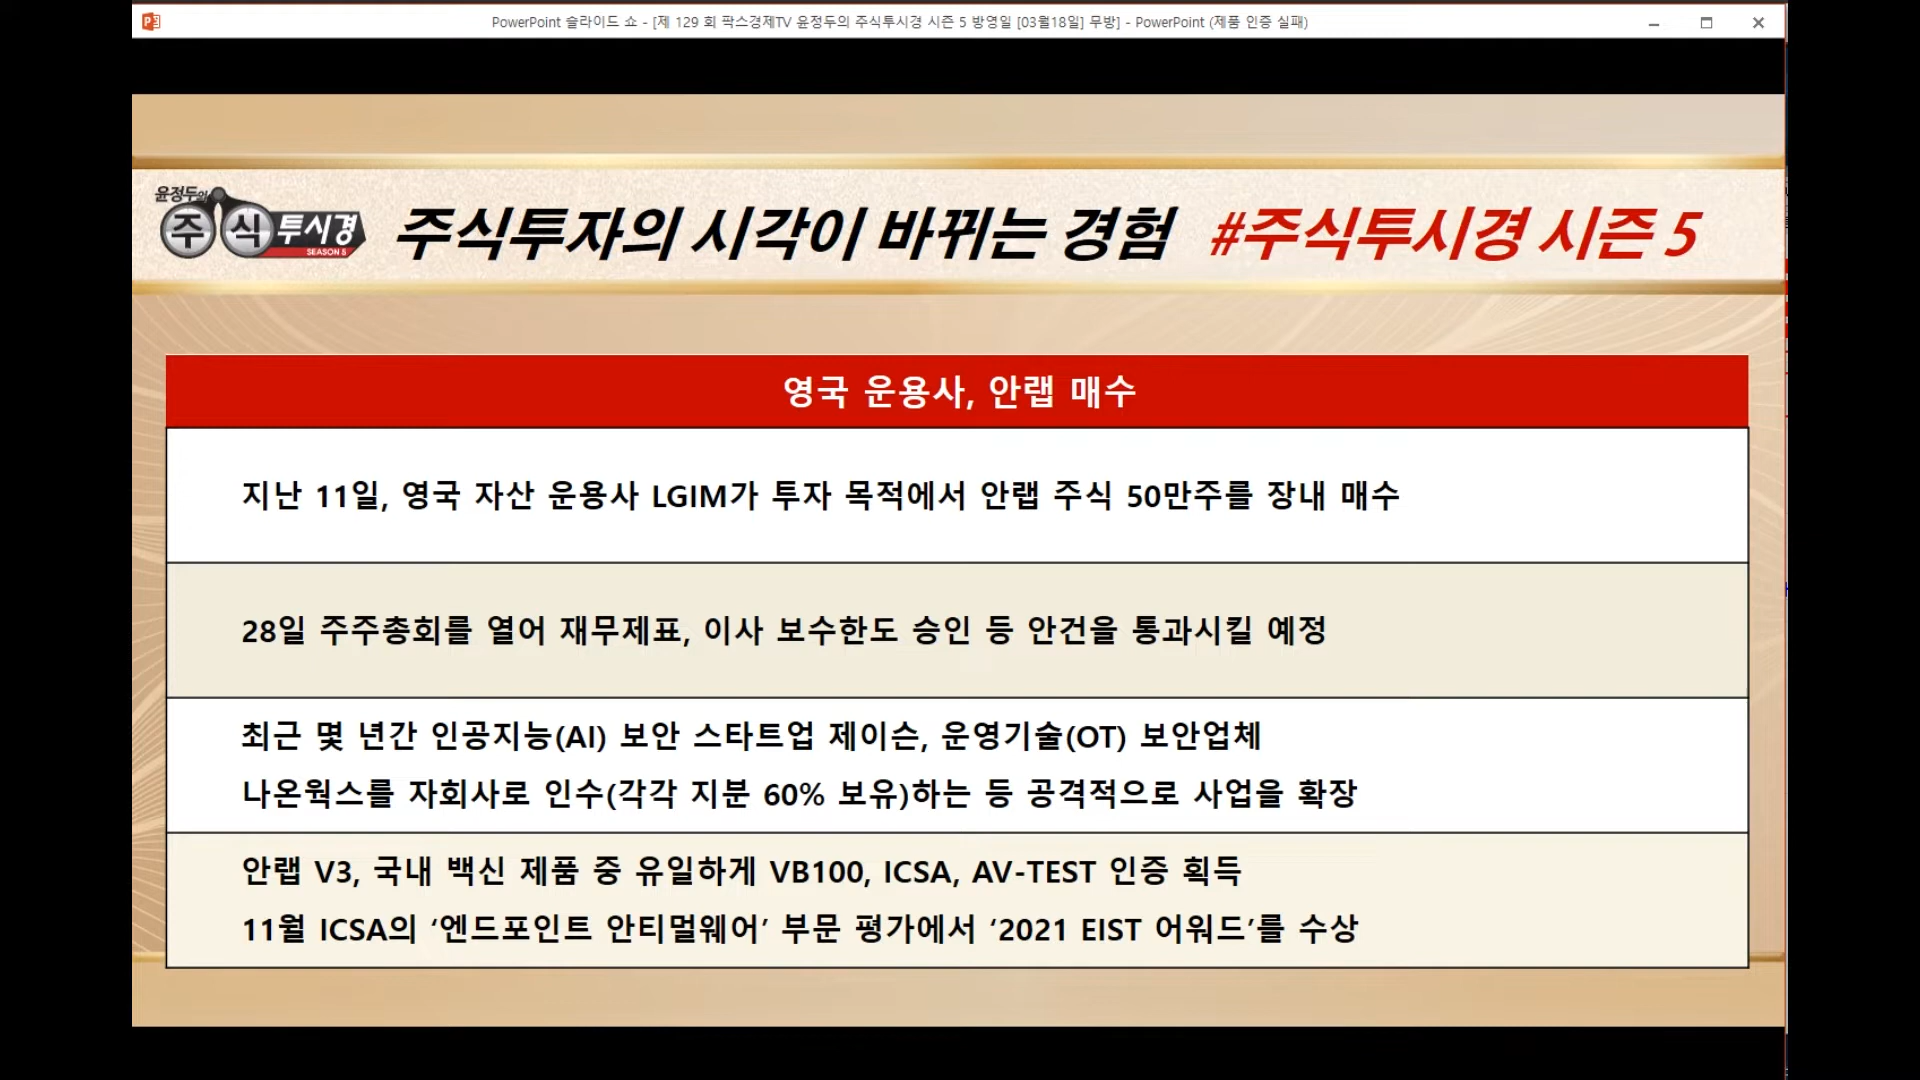 PowerPoint 슬라이드 쇼 - [제 129 회 팍스경제TV 윤정두의 주식투시경 시즌 5 방영일 [03월18일] 무방] - PowerPoint (제품 인증 실패)
윤정두의
주식투시경
SEASON 5
주식투자의 시각이 바뀌는 경험 #주식투시경 시즌 5
영국 운용사, 안랩 매수
지난 11일, 영국 자산 운용사 LGIM가 투자 목적에서 안랩 주식 50만주를 장내 매수
28일 주주총회를 열어 재무제표, 이사 보수한도 승인 등 안건을 통과시킬 예정
최근 몇 년간 인공지능(AI) 보안 스타트업 제이슨, 운영기술(OT) 보안업체
나온웍스를 자회사로 인수(각각 지분 60% 보유)하는 등 공격적으로 사업을 확장
안랩 V3, 국내 백신 제품 중 유일하게 VB100, ICSA, AV-TEST 인증 획득
11월 ICSA의 ‘엔드포인트 안티멀웨어’ 부문 평가에서 ‘2021 EIST 어워드’를 수상